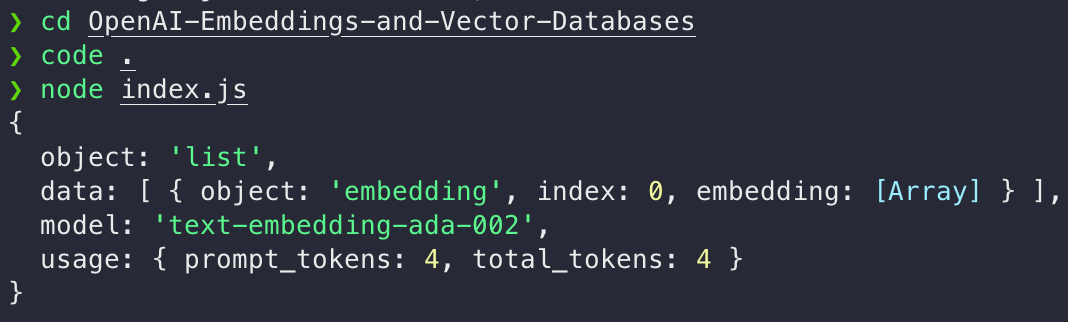 ❯ cd OpenAI-Embeddings-and-Vector-Databases
❯ code .
❯ node index.js
{
  object: 'list',
  data: [ { object: 'embedding', index: 0, embedding: [Array] } ],
  model: 'text-embedding-ada-002',
  usage: { prompt_tokens: 4, total_tokens: 4 }
}